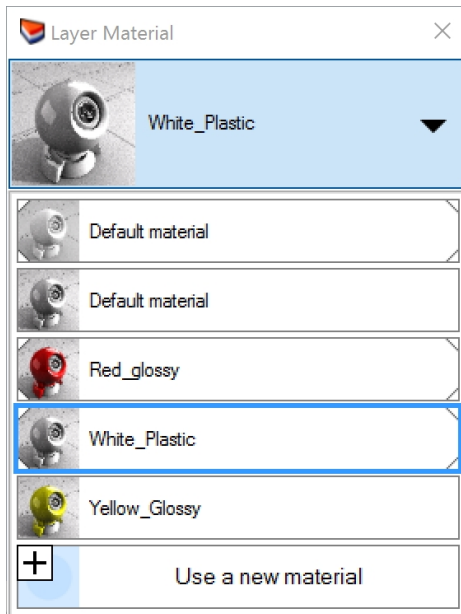 Layer Material
White_Plastic
Default material
Default material
Red_glossy
White_Plastic
Yellow_Glossy
Use a new material